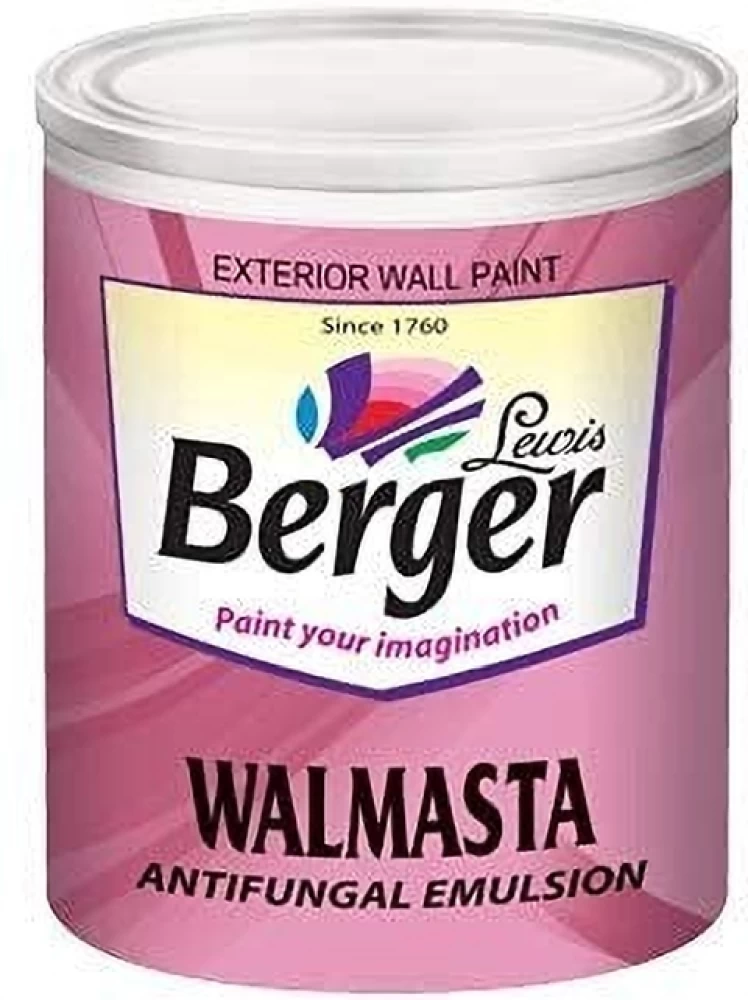 EXTERIOR WALL PAINT
Since 1760
Lewis
Berger
Paint your imagination
WALMASTA
ANTIFUNGAL EMULSION